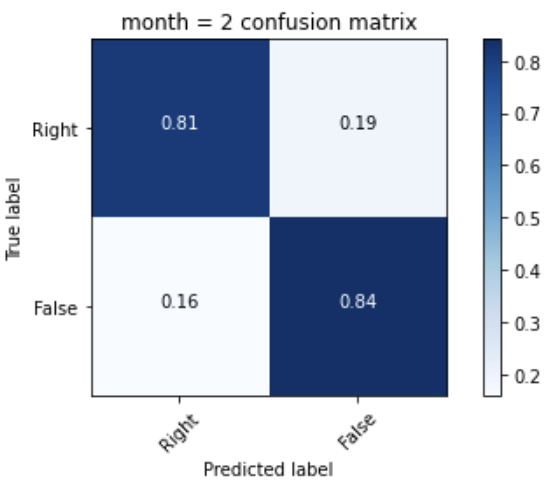 month = 2 confusion matrix
True label
Right
False
0.81
0.19
0.16
0.84
Right
False
Predicted label
0.8
0.7
0.6
0.5
0.4
0.3
0.2